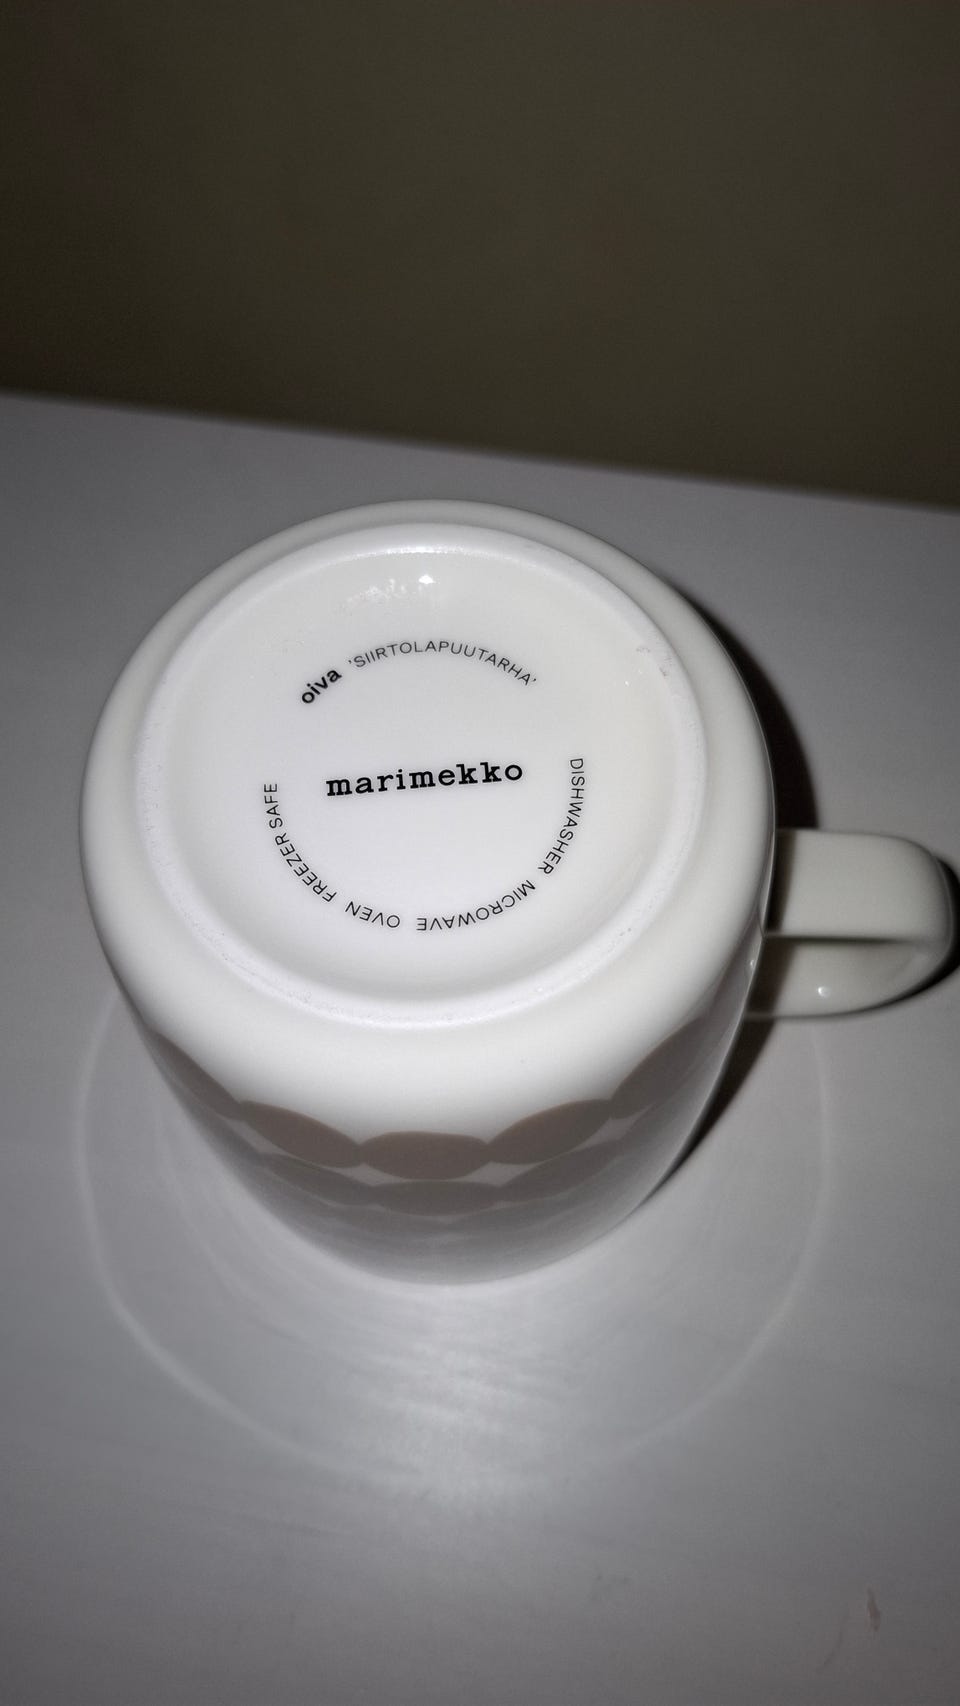 oiva 'SIIRTOLAPUUTARHA'
marimekko
DISHWASHER MICROWAVE OVEN FREEZER SAFE